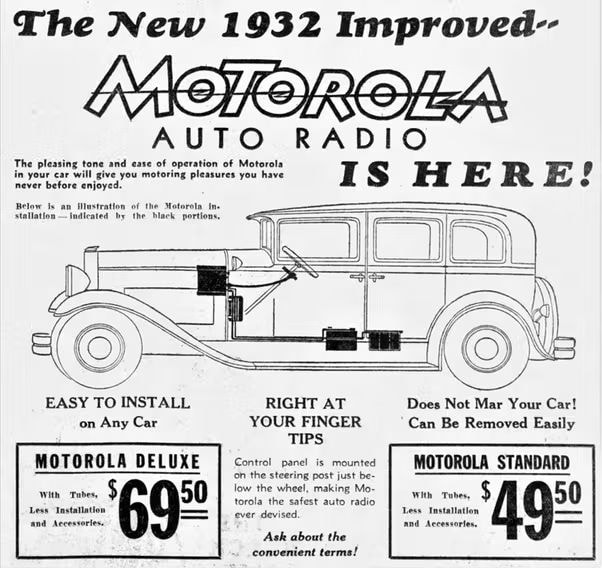 The New 1932 Improved--
MOTOROLA
AUTO RADIO
IS HERE!
The pleasing tone and ease of operation of Motorola
in your car will give you motoring pleasures you have
never before enjoyed.
Below is an illustration of the Motorola in-
stallation — indicated by the black portions.
EASY TO INSTALL
on Any Car
RIGHT AT
YOUR FINGER
TIPS
Does Not Mar Your Car!
Can Be Removed Easily
MOTOROLA DELUXE
With Tubes,
Less Installation
and Accessories.
$69.50
Control panel is mounted
on the steering post just be-
low the wheel, making Mo-
torola the safest auto radio
ever devised.
Ask about the
convenient terms!
MOTOROLA STANDARD
With Tubes,
Less Installation
and Accessories.
$49.50